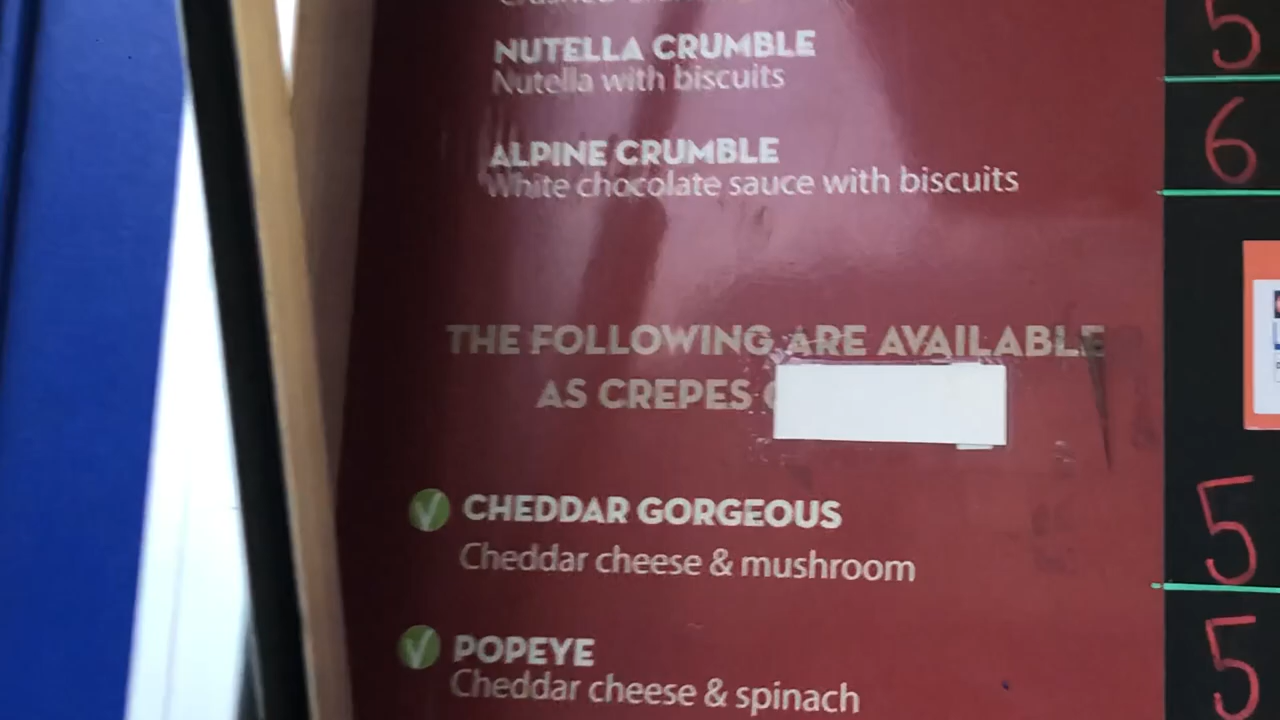 NUTELLA CRUMBLE
Nutella with biscuits
ALPINE CRUMBLE
White chocolate sauce with biscuits
THE FOLLOWING ARE AVAILABLE
AS CREPES
CHEDDAR GORGEOUS
Cheddar cheese & mushroom
POPEYE
Cheddar cheese & spinach
5
6
5
5